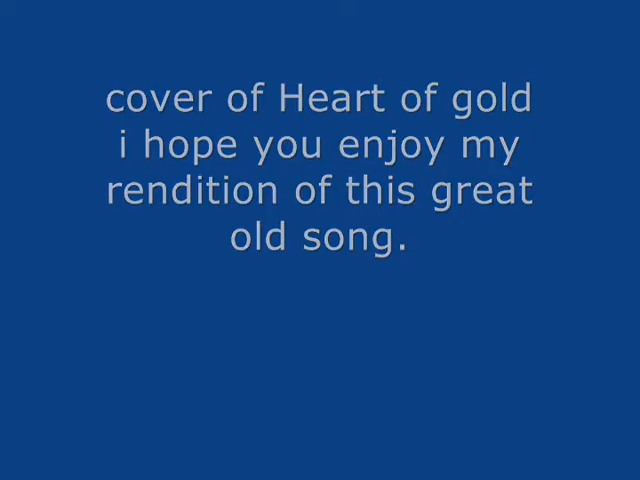 cover of Heart of gold
i hope you enjoy my
rendition of this great
old song.